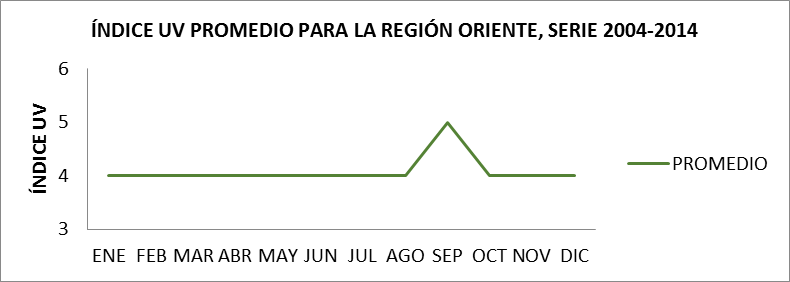 ÍNDICE UV PROMEDIO PARA LA REGIÓN ORIENTE, SERIE 2004-2014
ÍNDICE UV
6
5
4
3
ENE FEB MAR ABR MAY JUN JUL AGO SEP OCT NOV DIC
PROMEDIO